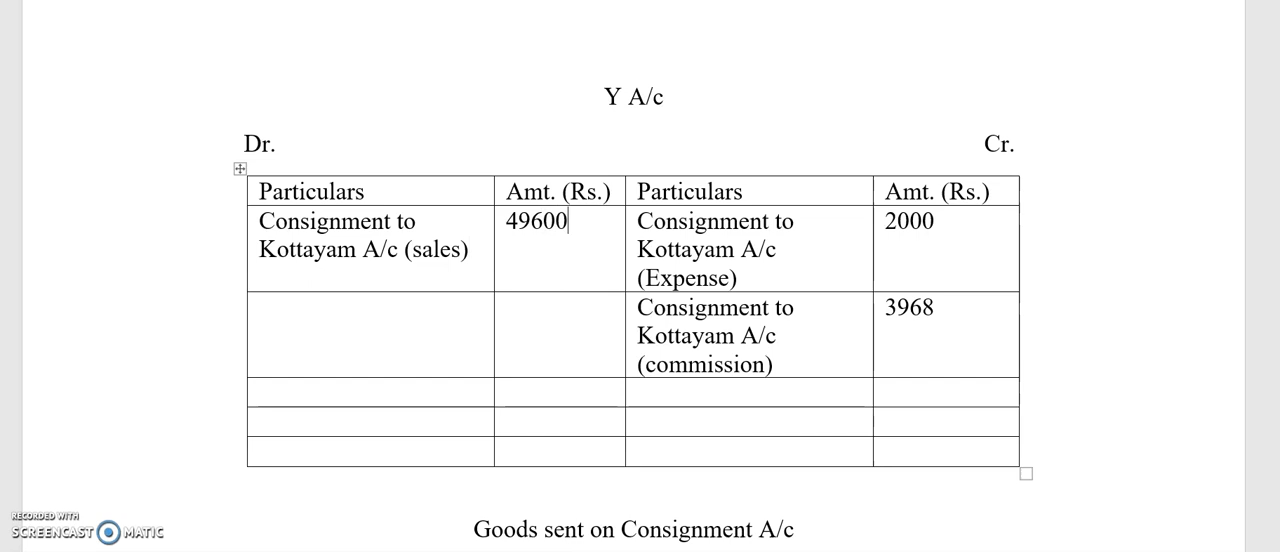 Y A/c
Dr. Cr.
Particulars Amt. (Rs.) Particulars Amt. (Rs.)
Consignment to 49600 Consignment to 2000
Kottayam A/c (sales) Kottayam A/c
(Expense)
Consignment to 3968
Kottayam A/c
(commission)
RECORDED WITH
SCREENCAST MATIC
Goods sent on Consignment A/c